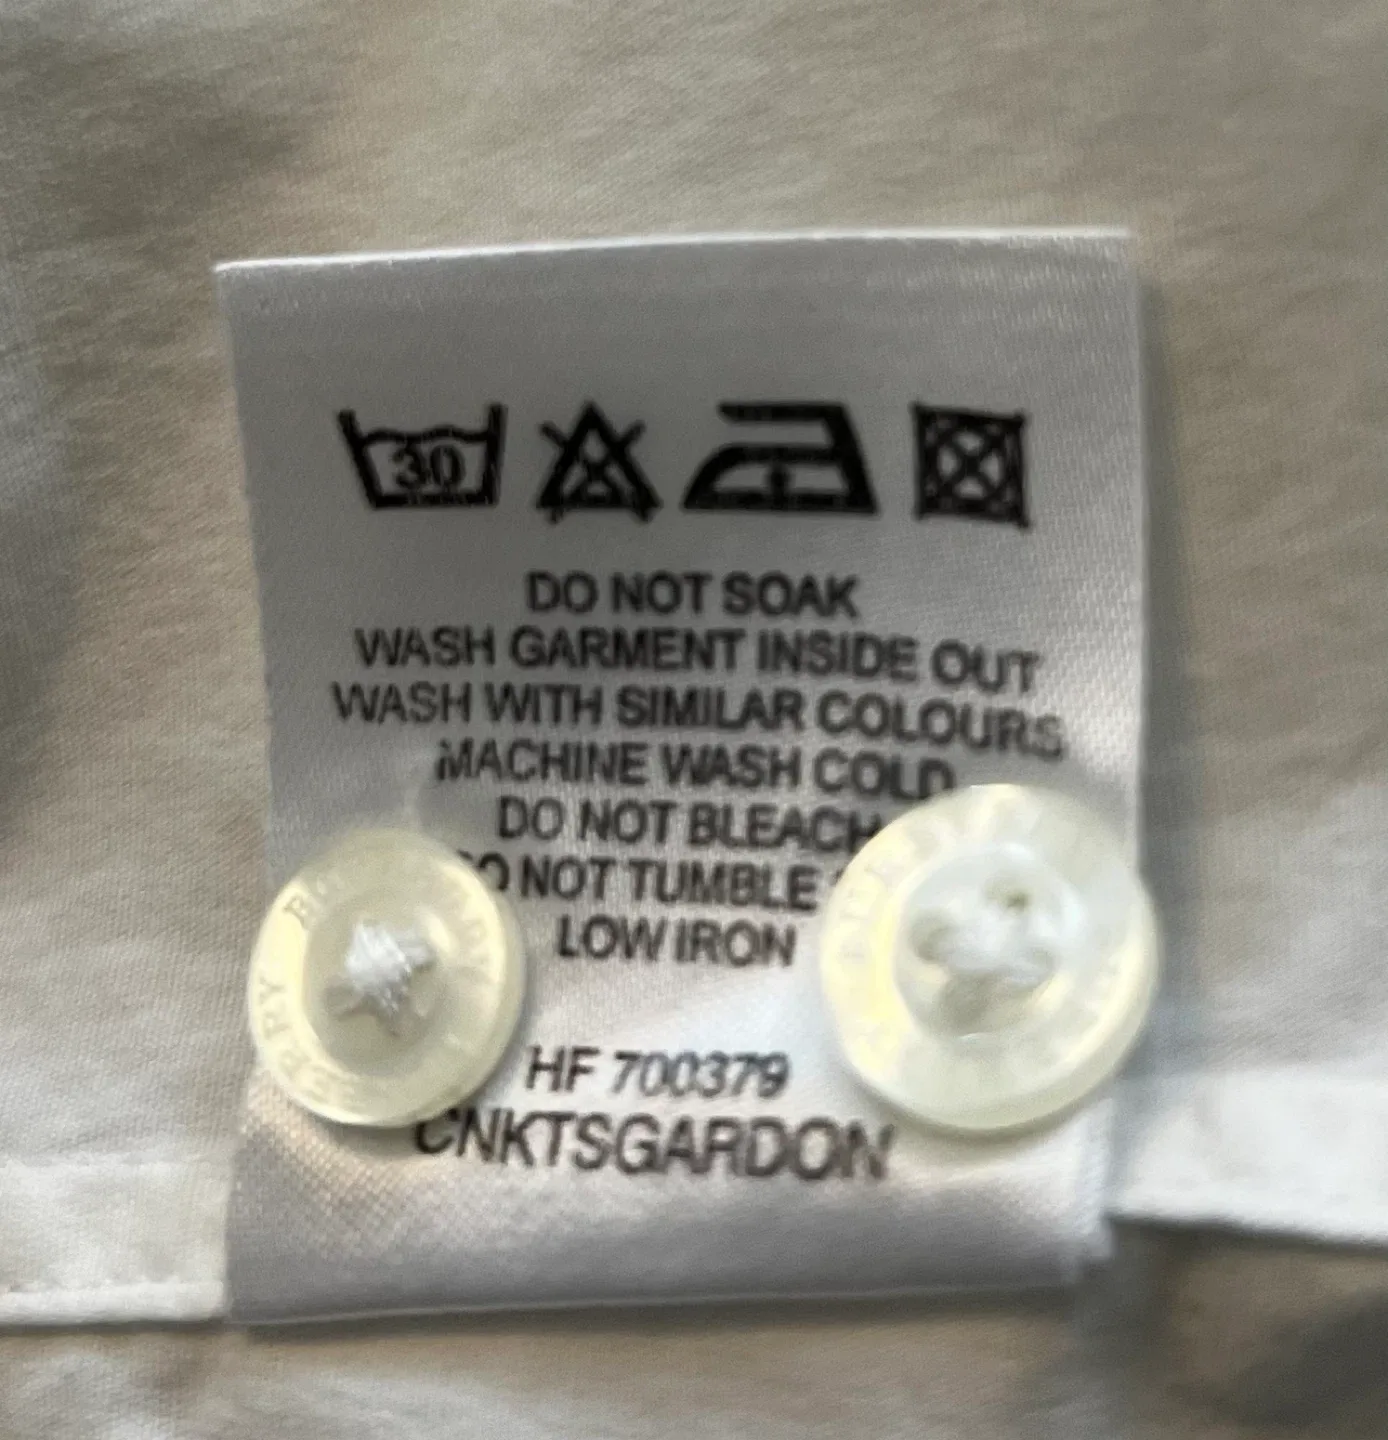 30
DO NOT SOAK
WASH GARMENT INSIDE OUT
WASH WITH SIMILAR COLOURS
MACHINE WASH COLD
DO NOT BLEACH
DO NOT TUMBLE
LOW IRON
HF 700379
CNKTSGARDON